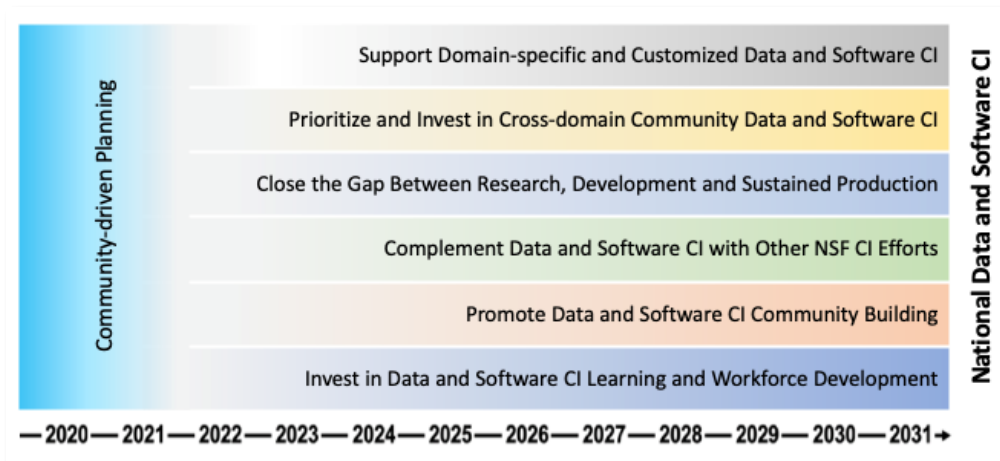 Community-driven Planning
Support Domain-specific and Customized Data and Software CI
Prioritize and Invest in Cross-domain Community Data and Software CI
Close the Gap Between Research, Development and Sustained Production
Complement Data and Software CI with Other NSF CI Efforts
Promote Data and Software CI Community Building
Invest in Data and Software CI Learning and Workforce Development
National Data and Software CI
2020 2021 2022 2023 2024 2025 2026 2027 2028 2029 2030 2031